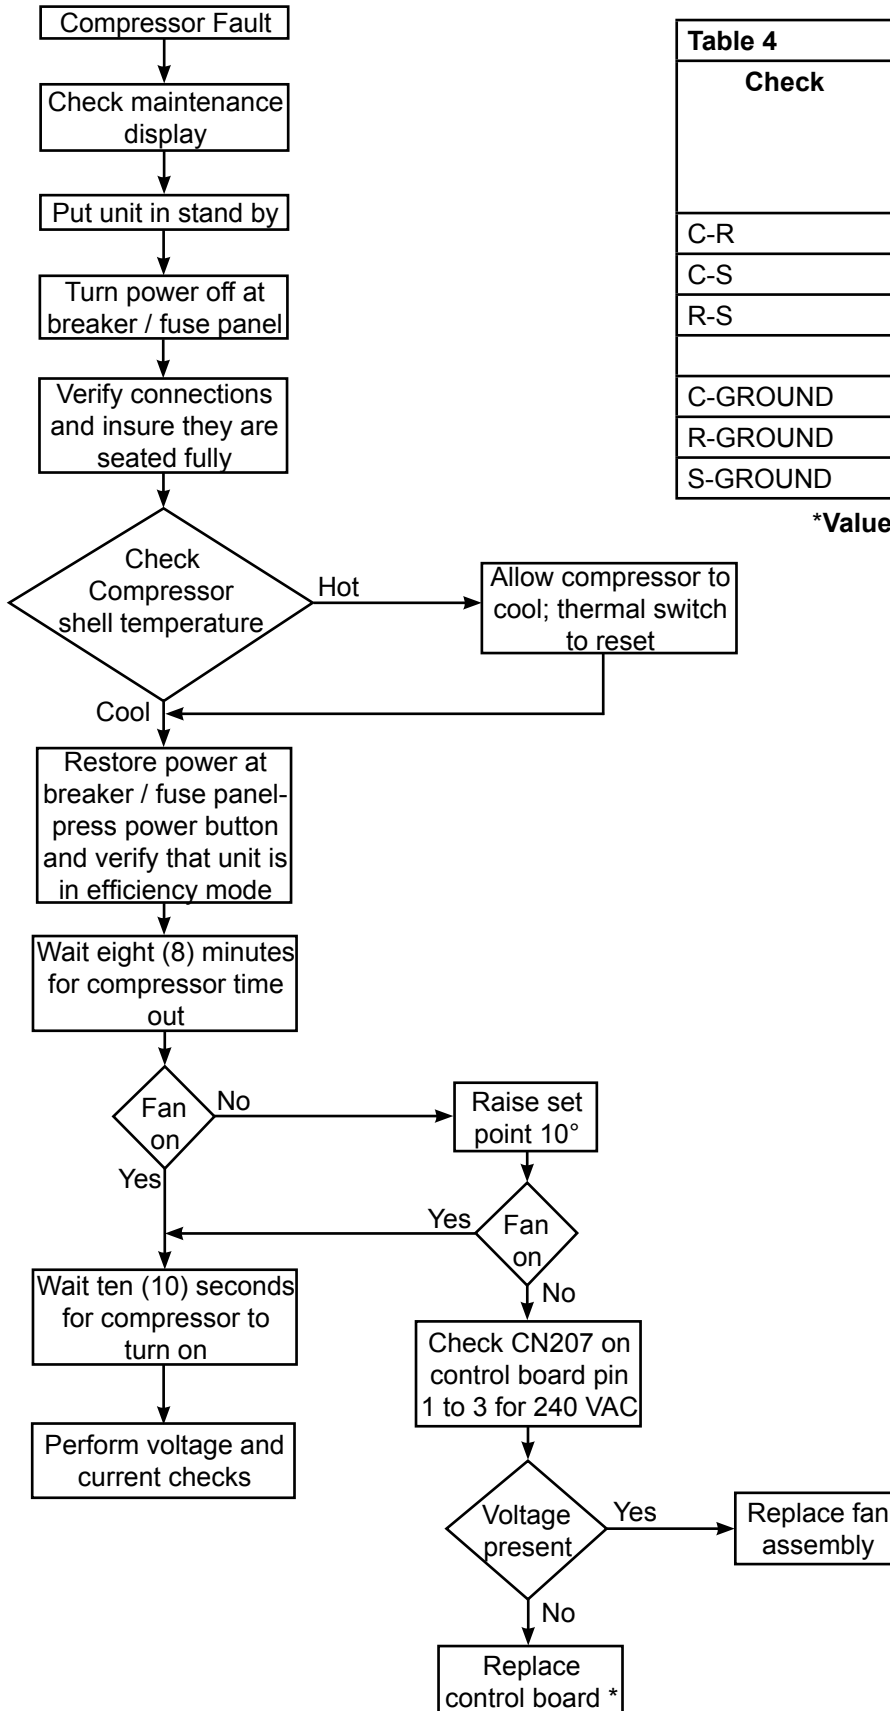 Compressor Fault
Check maintenance
display
Put unit in stand by
Turn power off at
breaker / fuse panel
Verify connections
and insure they are
seated fully
Check
Compressor
shell temperature
Hot
Allow compressor to
cool; thermal switch
to reset
Cool
Restore power at
breaker / fuse panel-
press power button
and verify that unit is
in efficiency mode
Wait eight (8) minutes
for compressor time
out
Fan
on
No
Raise set
point 10°
Yes
Fan
on
Yes
No
Wait ten (10) seconds
for compressor to
turn on
Check CN207 on
control board pin
1 to 3 for 240 VAC
Perform voltage and
current checks
Voltage
present
Yes
Replace fan
assembly
No
Replace
control board *
Table 4
Check
C-R
C-S
R-S
C-GROUND
R-GROUND
S-GROUND
*Value